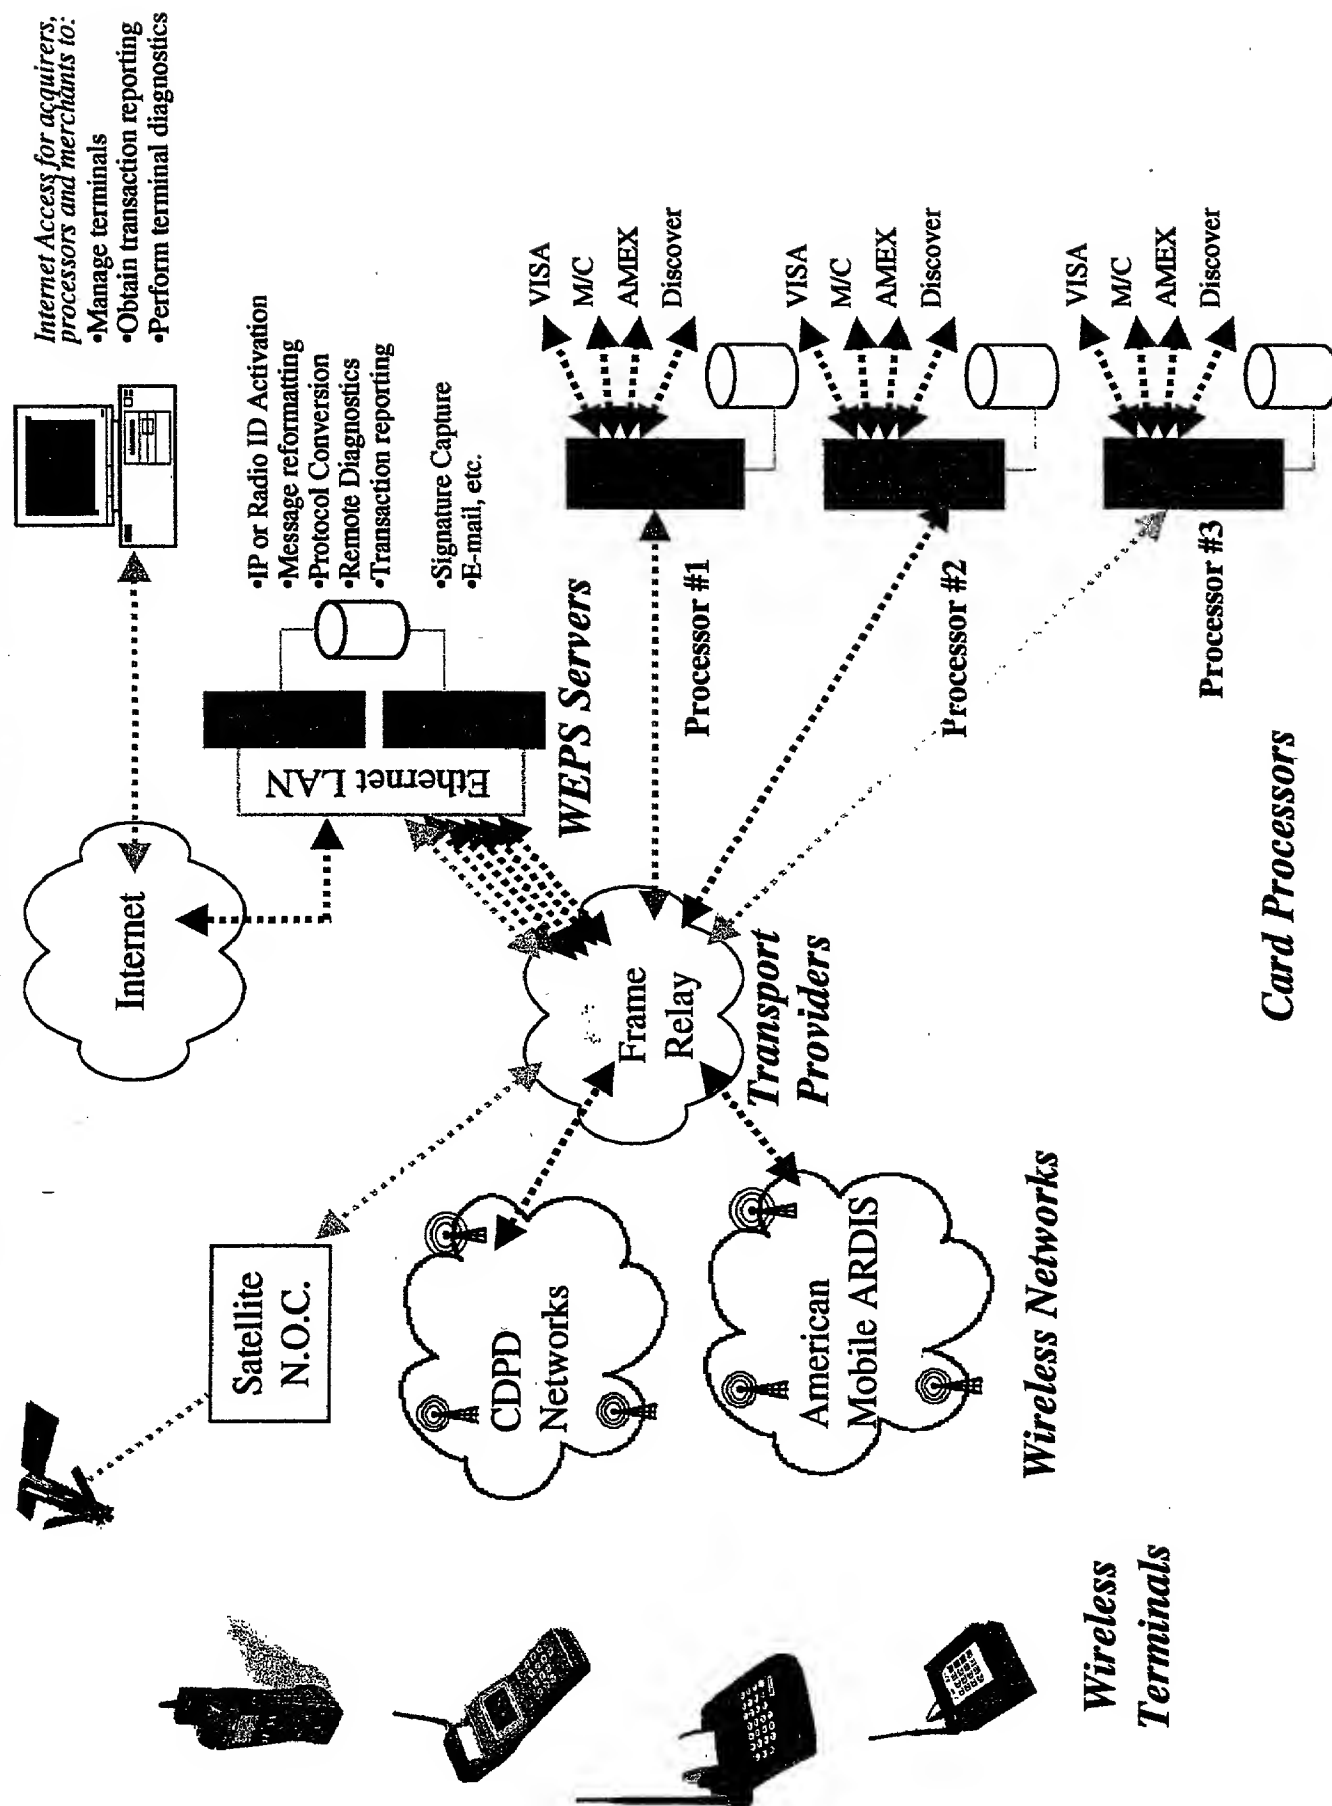 Internet Access for acquirers,
processors and merchants to:
•Manage terminals
•Obtain transaction reporting
•Perform terminal diagnostics
Internet
•IP or Radio ID Activation
•Message reformatting
•Protocol Conversion
•Remote Diagnostics
•Transaction reporting
•Signature Capture
•E-mail, etc.
Ethernet LAN
WEPS Servers
Satellite
N.O.C.
CDPD
Networks
Frame
Relay
Transport
Providers
American
Mobile ARDIS
Wireless Networks
Wireless
Terminals
VISA
M/C
AMEX
Discover
Processor #1
VISA
M/C
AMEX
Discover
Processor #2
VISA
M/C
AMEX
Discover
Processor #3
Card Processors